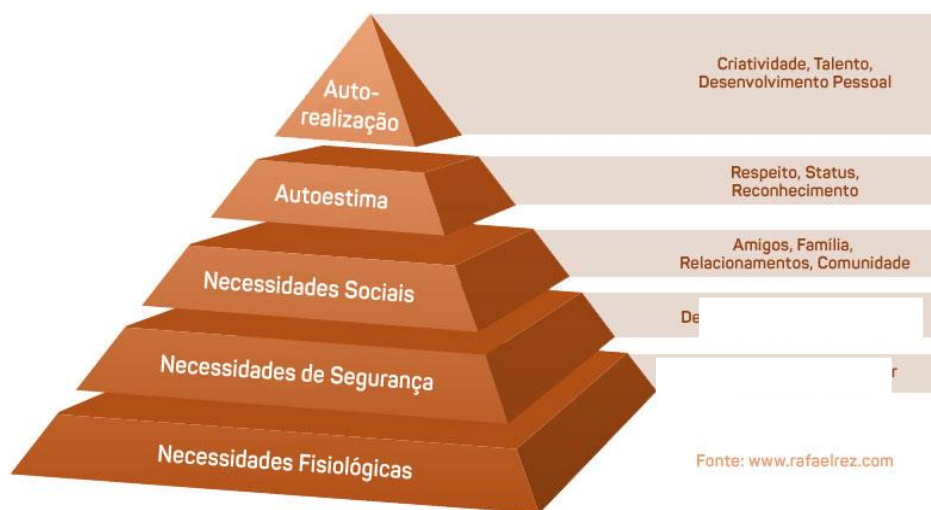 Auto-
realização
Criatividade, Talento,
Desenvolvimento Pessoal
Autoestima
Respeito, Status,
Reconhecimento
Necessidades Sociais
Amigos, Família,
Relacionamentos, Comunidade
Necessidades de Segurança
Necessidades Fisiológicas
Fonte: www.rafaelrez.com